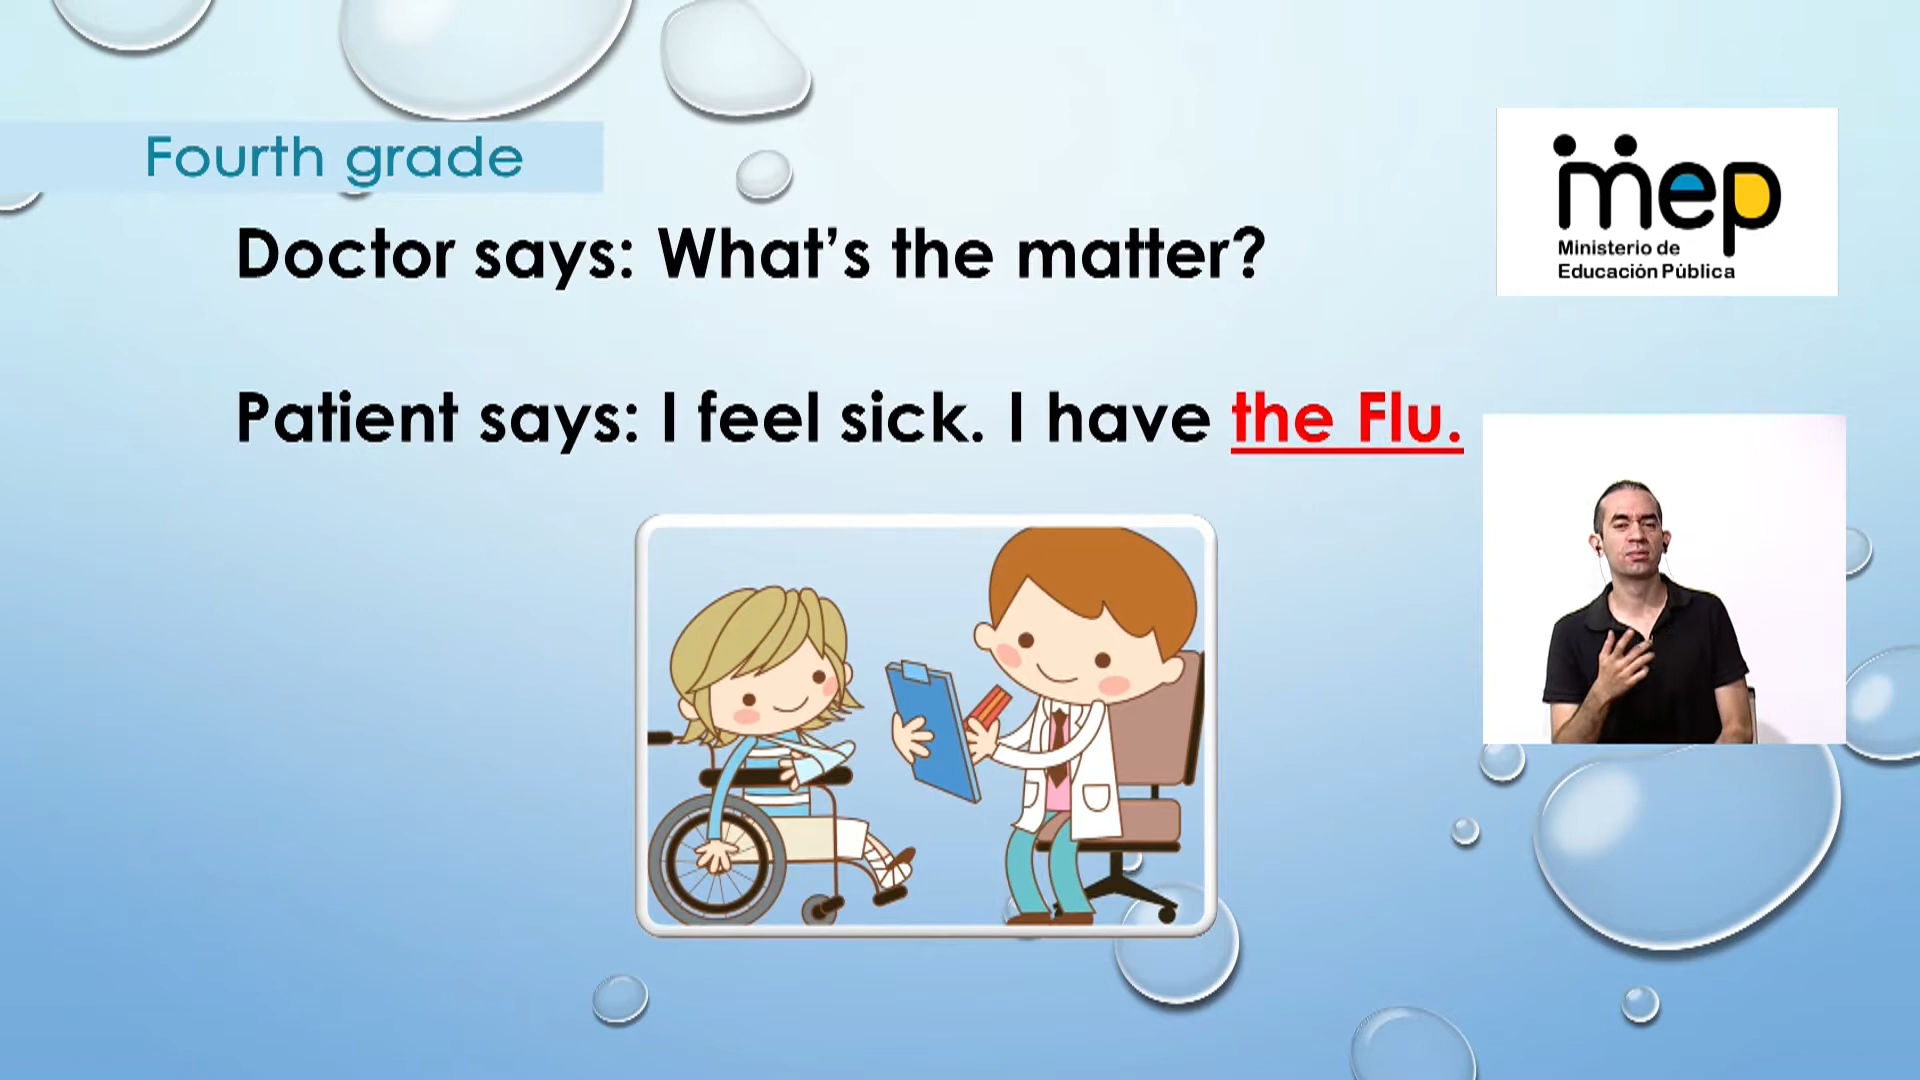 Fourth grade
Doctor says: What’s the matter?
Patient says: I feel sick. I have the Flu.
mep
Ministerio de
Educación Pública